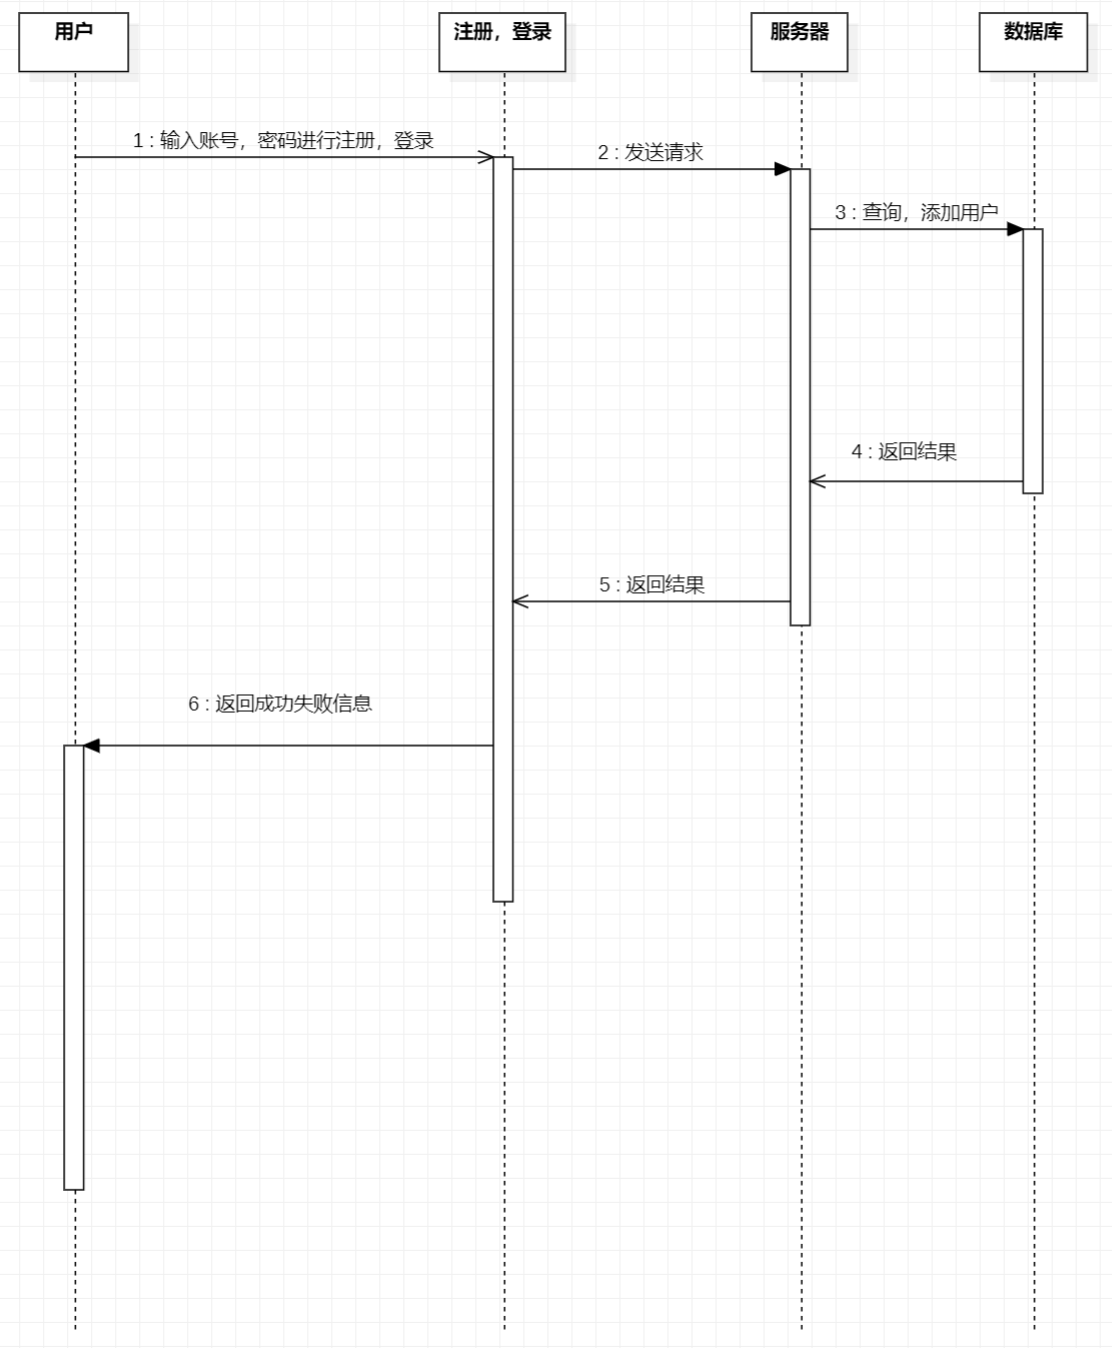 用户
注册，登录
服务器
数据库
1 : 输入账号，密码进行注册，登录
2 : 发送请求
3 : 查询，添加用户
4 : 返回结果
5 : 返回结果
6 : 返回成功失败信息